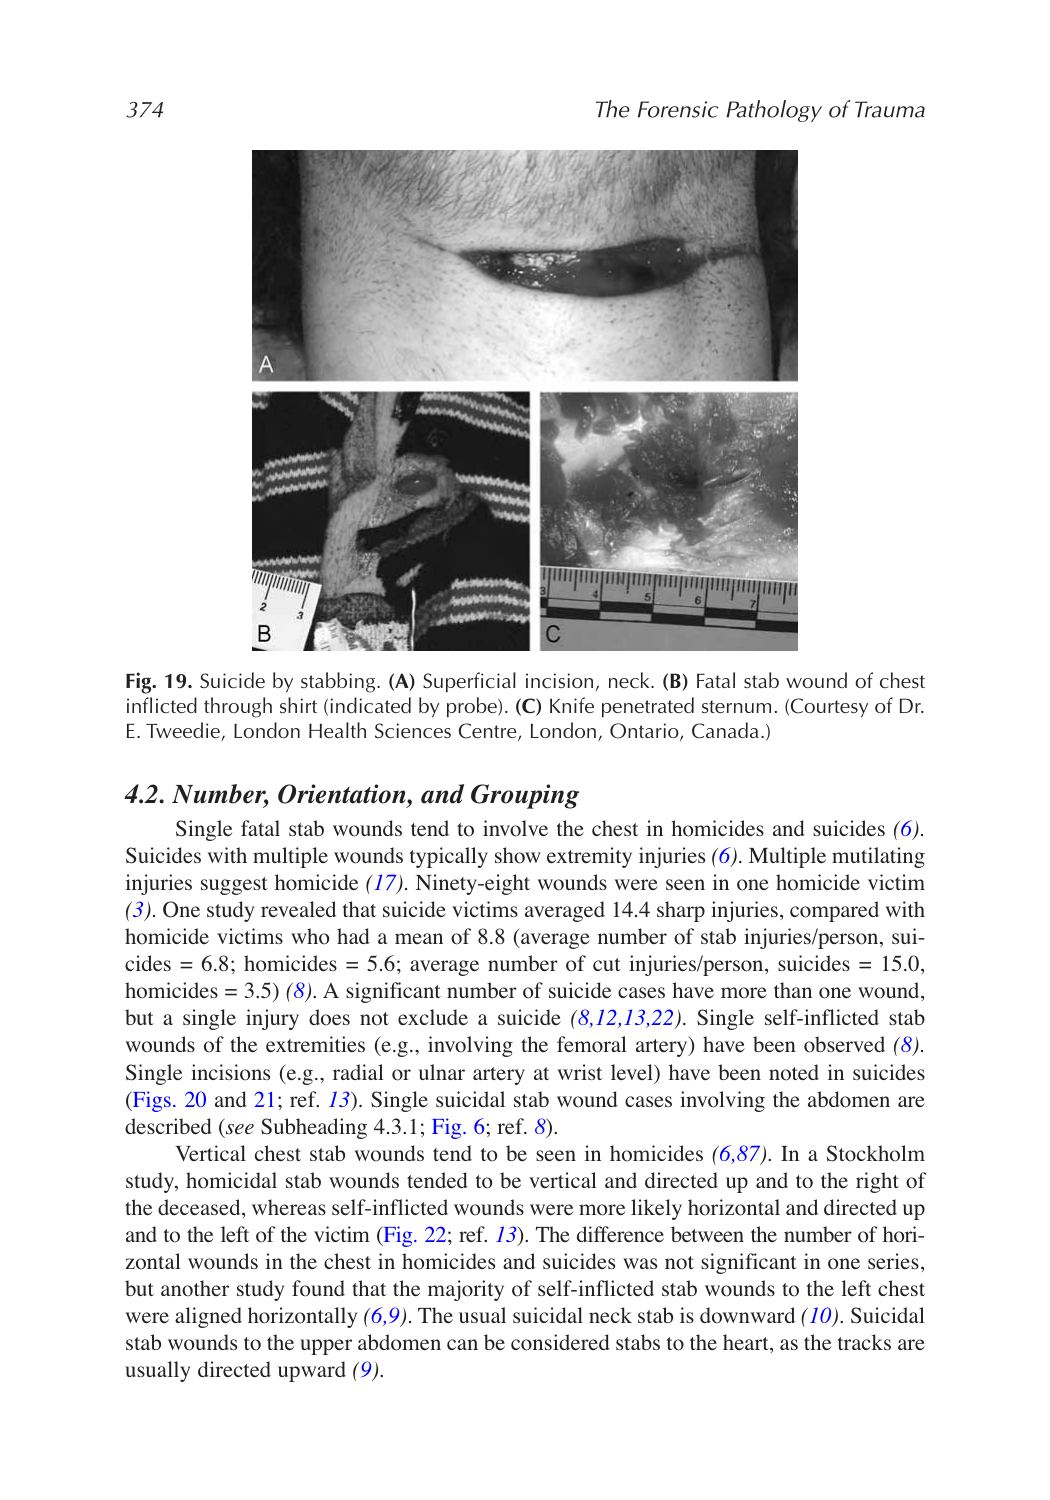 374
The Forensic Pathology of Trauma
A
2
3
B
3
4
5
6
7
C
Fig. 19. Suicide by stabbing. (A) Superficial incision, neck. (B) Fatal stab wound of chest
inflicted through shirt (indicated by probe). (C) Knife penetrated sternum. (Courtesy of Dr.
E. Tweedie, London Health Sciences Centre, London, Ontario, Canada.)
4.2. Number, Orientation, and Grouping
Single fatal stab wounds tend to involve the chest in homicides and suicides (6).
Suicides with multiple wounds typically show extremity injuries (6). Multiple mutilating
injuries suggest homicide (17). Ninety-eight wounds were seen in one homicide victim
(3). One study revealed that suicide victims averaged 14.4 sharp injuries, compared with
homicide victims who had a mean of 8.8 (average number of stab injuries/person, sui-
cides = 6.8; homicides = 5.6; average number of cut injuries/person, suicides = 15.0,
homicides = 3.5) (8). A significant number of suicide cases have more than one wound,
but a single injury does not exclude a suicide (8,12,13,22). Single self-inflicted stab
wounds of the extremities (e.g., involving the femoral artery) have been observed (8).
Single incisions (e.g., radial or ulnar artery at wrist level) have been noted in suicides
(Figs. 20 and 21; ref. 13). Single suicidal stab wound cases involving the abdomen are
described (see Subheading 4.3.1; Fig. 6; ref. 8).
Vertical chest stab wounds tend to be seen in homicides (6,87). In a Stockholm
study, homicidal stab wounds tended to be vertical and directed up and to the right of
the deceased, whereas self-inflicted wounds were more likely horizontal and directed up
and to the left of the victim (Fig. 22; ref. 13). The difference between the number of hori-
zontal wounds in the chest in homicides and suicides was not significant in one series,
but another study found that the majority of self-inflicted stab wounds to the left chest
were aligned horizontally (6,9). The usual suicidal neck stab is downward (10). Suicidal
stab wounds to the upper abdomen can be considered stabs to the heart, as the tracks are
usually directed upward (9).